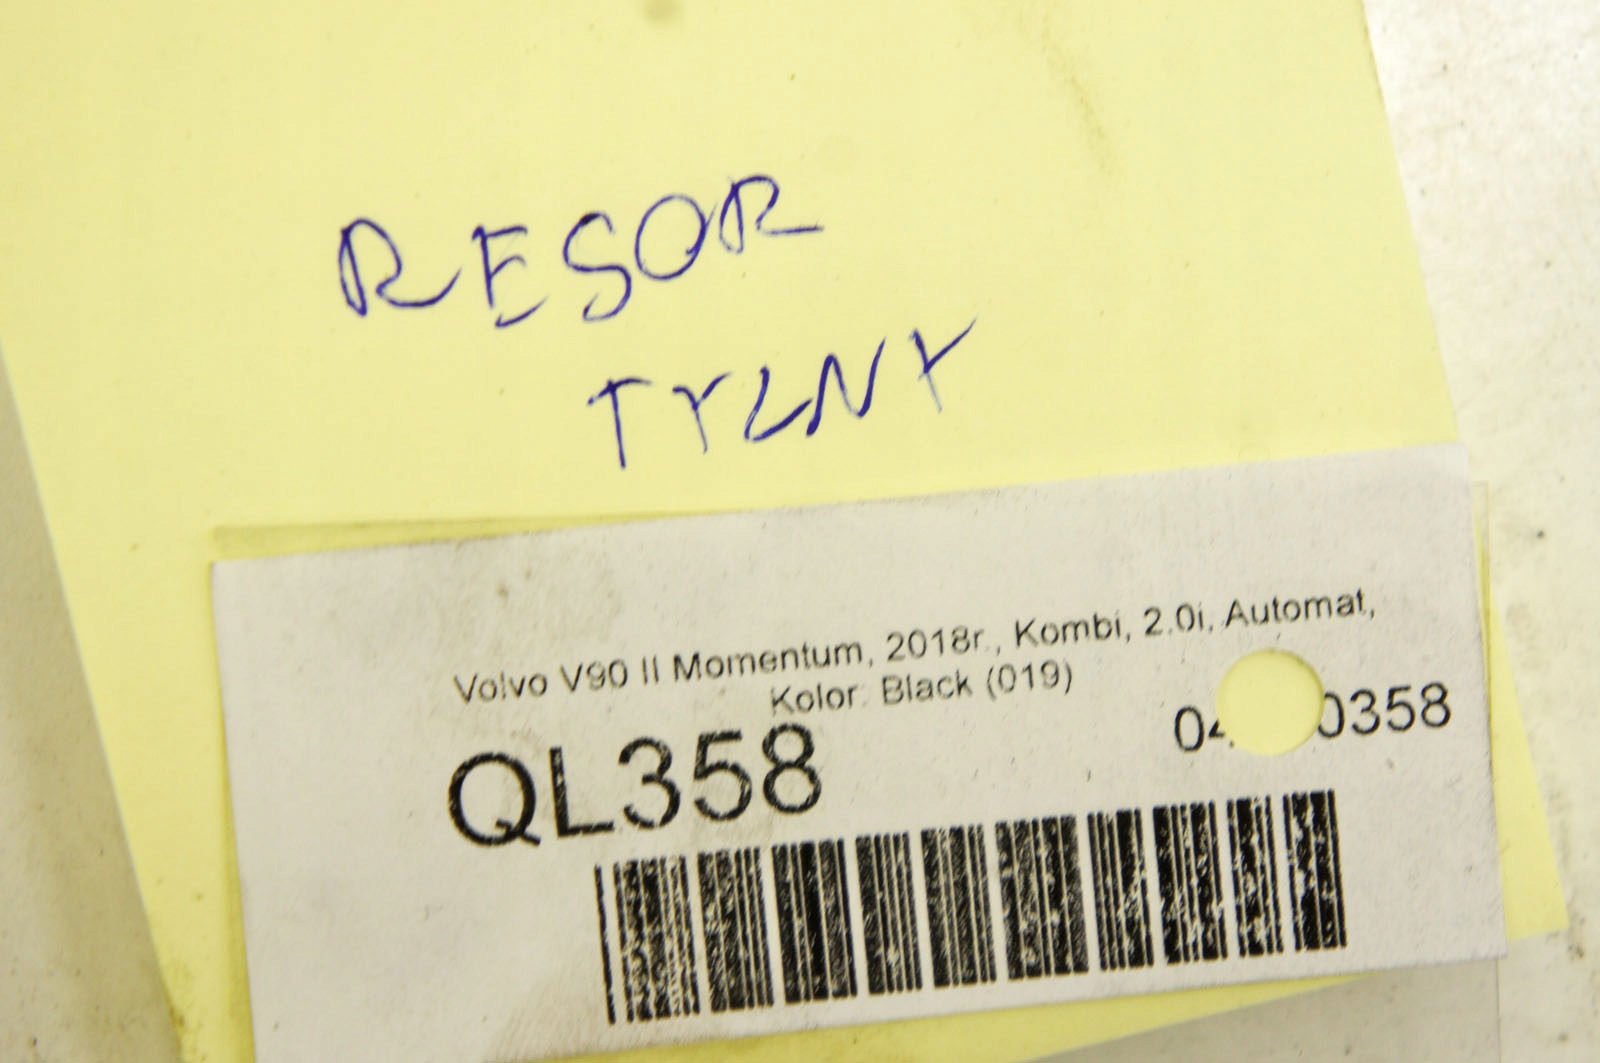 RESOR
TYLNY
Volvo V90 II Momentum, 2018r., Kombi, 2.0i, Automat,
Kolor: Black (019)
QL358